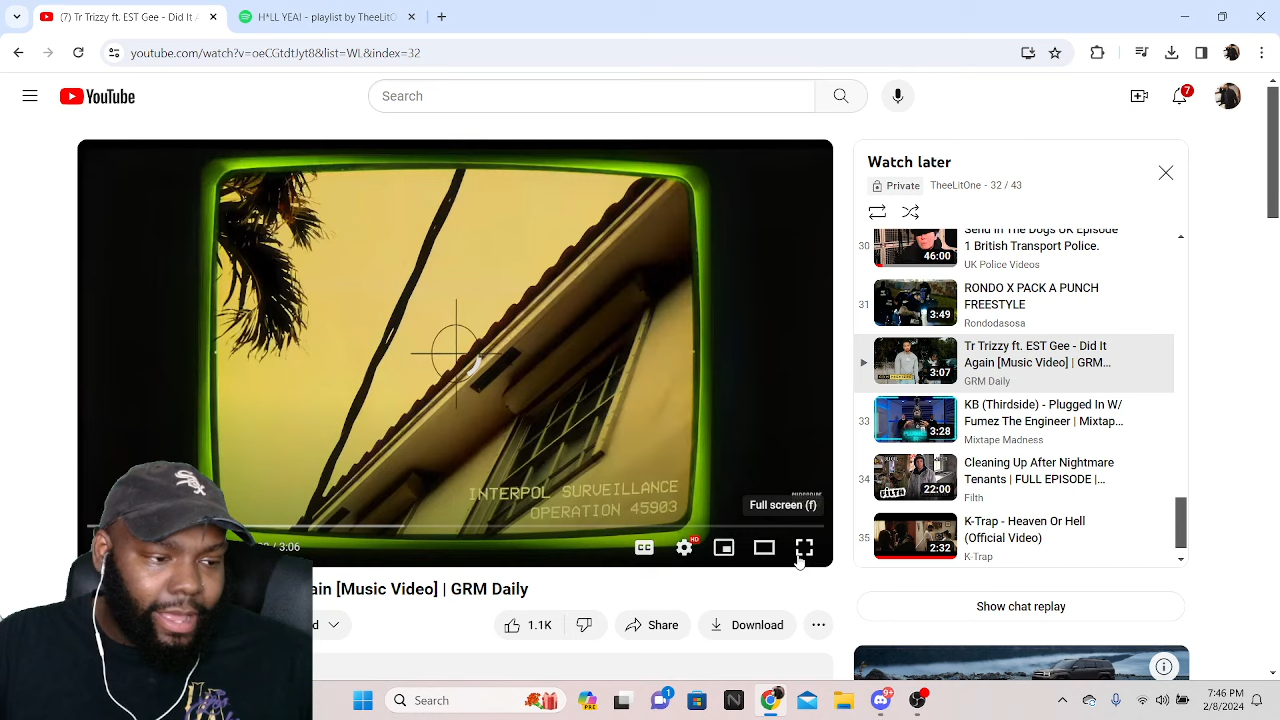 (7) Tr Trizzy ft. EST Gee - Did It A
H*LL YEA! - playlist by TheeLitO
youtube.com/watch?v=oeCGtdtJyt8&list=WL&index=32
YouTube
Search
7
INTERPOL SURVEILLANCE
OPERATION 45903
Full screen (f)
/ 3:06
CC
HD
ain [Music Video] | GRM Daily
1.1K
Share
Download
Watch later
Private
TheeLitOne - 32 / 43
30
Send In The Dogs UK Episode
1 British Transport Police.
UK Police Videos
46:00
31
RONDO X PACK A PUNCH
FREESTYLE
Rondodasosa
3:49
Tr Trizzy ft. EST Gee - Did It
Again [Music Video] | GRM...
GRM Daily
3:07
33
KB (Thirdside) - Plugged In W/
Fumez The Engineer | Mixtap...
Mixtape Madness
3:28
34
Cleaning Up After Nightmare
Tenants | FULL EPISODE |...
Filth
22:00
35
K-Trap - Heaven Or Hell
(Official Video)
K-Trap
2:32
Show chat replay
Search
PRE
1
9+
7:46 PM
2/8/2024